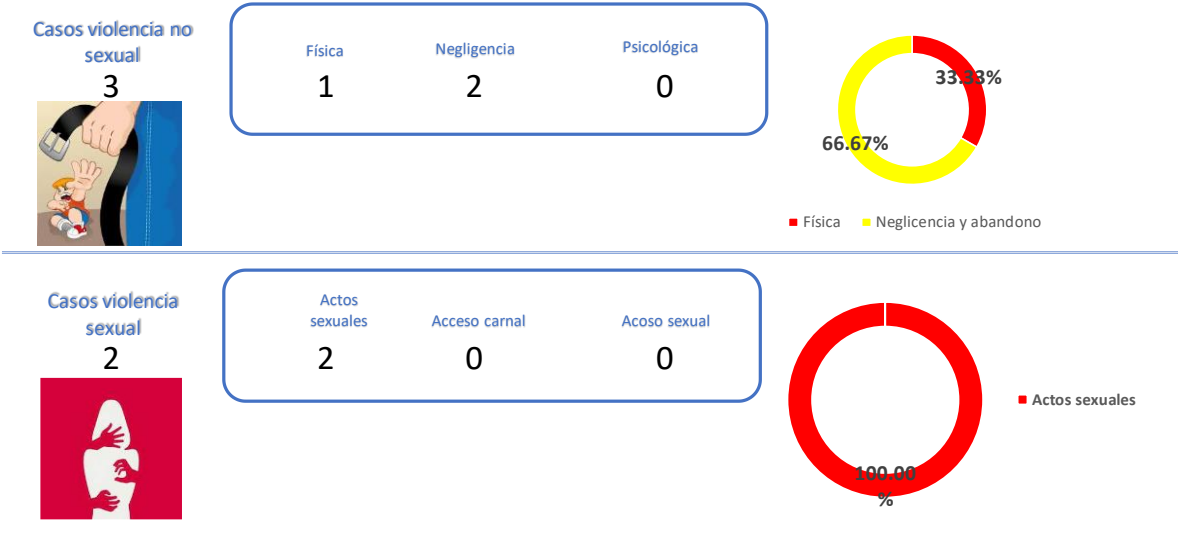 Casos violencia no
sexual
3
Física
1
Negligencia
2
Psicológica
0
33.33%
66.67%
Física
Neglicencia y abandono
Casos violencia
sexual
2
Actos
sexuales
2
Acceso carnal
0
Acoso sexual
0
100.00
%
Actos sexuales